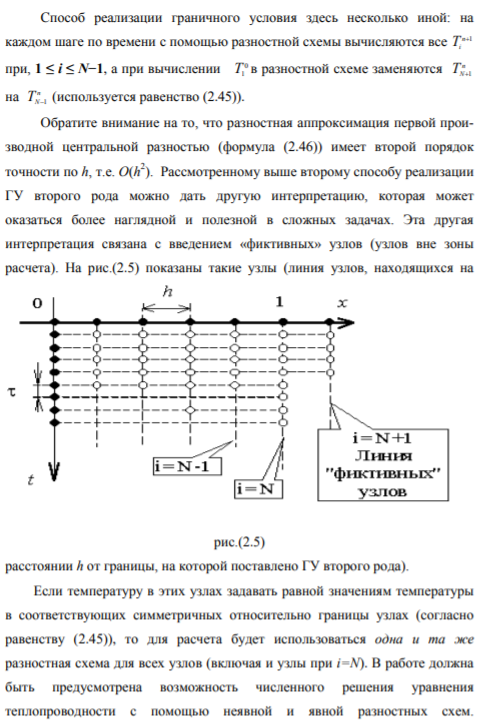 Способ реализации граничного условия здесь несколько иной: на
каждом шаге по времени с помощью разностной схемы вычисляются все T_i^{n+1}
при, 1 ≤ i ≤ N−1, а при вычислении T_1^0 в разностной схеме заменяются T_{N+1}^n
на T_{N-1}^n (используется равенство (2.45)).
Обратите внимание на то, что разностная аппроксимация первой прои-
зводной центральной разностью (формула (2.46)) имеет второй порядок
точности по h, т.е. O(h²). Рассмотренному выше второму способу реализации
ГУ второго рода можно дать другую интерпретацию, которая может
оказаться более наглядной и полезной в сложных задачах. Эта другая
интерпретация связана с введением «фиктивных» узлов (узлов вне зоны
расчета). На рис.(2.5) показаны такие узлы (линия узлов, находящихся на
0 h 1 x
τ
t
i=N-1
i=N
i=N+1
Линия
"фиктивных"
узлов
рис.(2.5)
расстоянии h от границы, на которой поставлено ГУ второго рода).
Если температуру в этих узлах задавать равной значениям температуры
в соответствующих симметричных относительно границы узлах (согласно
равенству (2.45)), то для расчета будет использоваться одна и та же
разностная схема для всех узлов (включая и узлы при i=N). В работе должна
быть предусмотрена возможность численного решения уравнения
теплопроводности с помощью неявной и явной разностных схем.